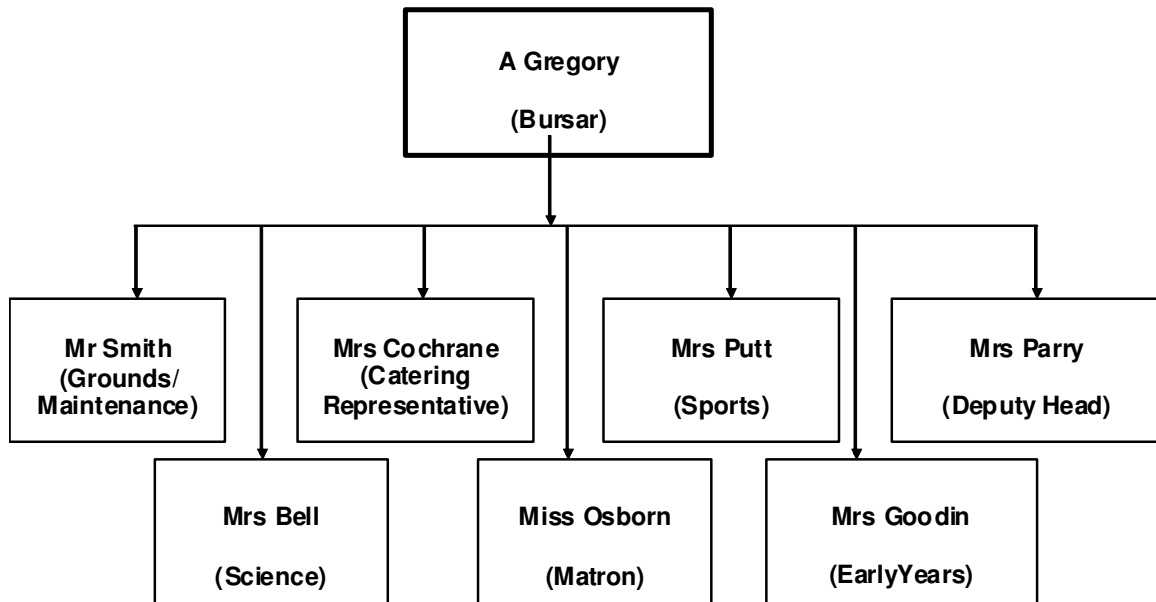 A Gregory
(Bursar)
Mr Smith
(Grounds/
Maintenance)
Mrs Cochrane
(Catering
Representative)
Mrs Putt
(Sports)
Mrs Parry
(Deputy Head)
Mrs Bell
(Science)
Miss Osborn
(Matron)
Mrs Goodin
(EarlyYears)